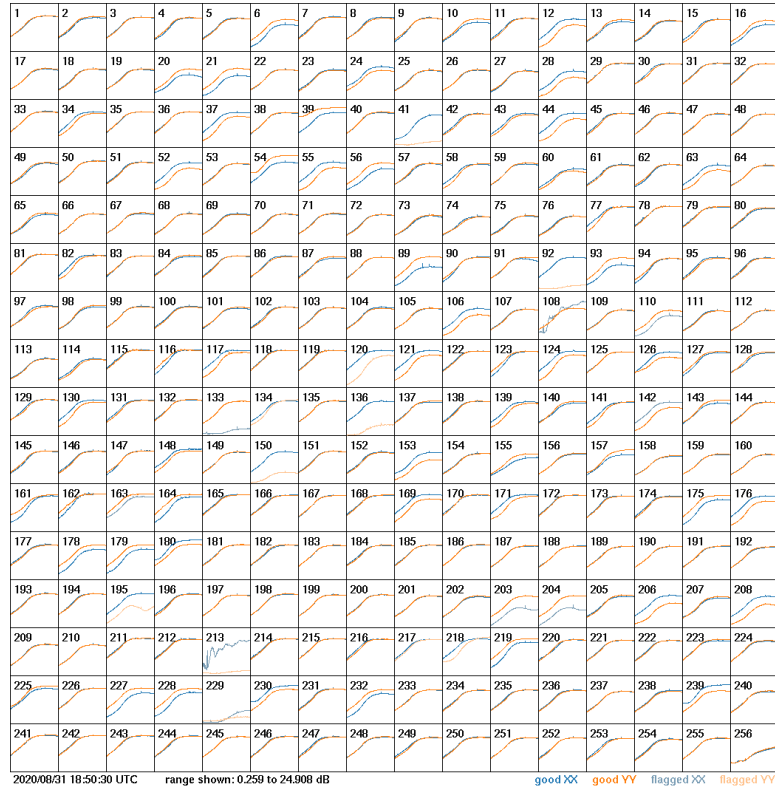 1 2 3 4 5 6 7 8 9 10 11 12 13 14 15 16
17 18 19 20 21 22 23 24 25 26 27 28 29 30 31 32
33 34 35 36 37 38 39 40 41 42 43 44 45 46 47 48
49 50 51 52 53 54 55 56 57 58 59 60 61 62 63 64
65 66 67 68 69 70 71 72 73 74 75 76 77 78 79 80
81 82 83 84 85 86 87 88 89 90 91 92 93 94 95 96
97 98 99 100 101 102 103 104 105 106 107 108 109 110 111 112
113 114 115 116 117 118 119 120 121 122 123 124 125 126 127 128
129 130 131 132 133 134 135 136 137 138 139 140 141 142 143 144
145 146 147 148 149 150 151 152 153 154 155 156 157 158 159 160
161 162 163 164 165 166 167 168 169 170 171 172 173 174 175 176
177 178 179 180 181 182 183 184 185 186 187 188 189 190 191 192
193 194 195 196 197 198 199 200 201 202 203 204 205 206 207 208
209 210 211 212 213 214 215 216 217 218 219 220 221 222 223 224
225 226 227 228 229 230 231 232 233 234 235 236 237 238 239 240
241 242 243 244 245 246 247 248 249 250 251 252 253 254 255 256
2020/08/31 18:50:30 UTC range shown: 0.259 to 24.908 dB good XX good YY flagged XX flagged YY